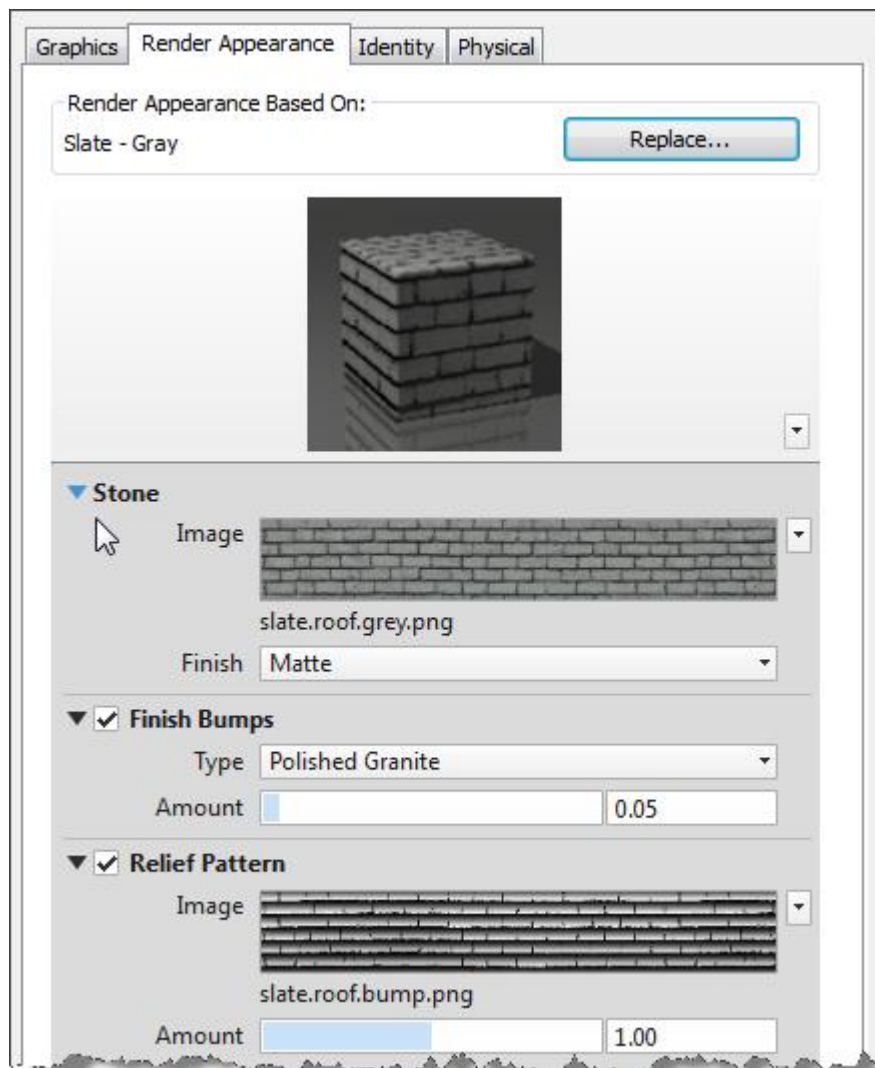 Graphics Render Appearance Identity Physical
Render Appearance Based On:
Slate - Gray Replace...
Stone
Image
slate.roof.grey.png
Finish Matte
Finish Bumps
Type Polished Granite
Amount 0.05
Relief Pattern
Image
slate.roof.bump.png
Amount 1.00